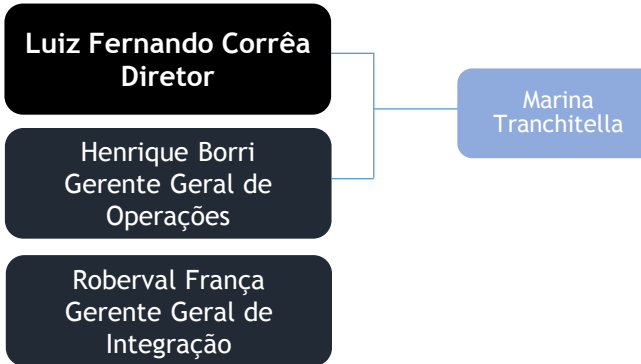 Luiz Fernando Corrêa
Diretor
Marina
Tranchitella
Henrique Borri
Gerente Geral de
Operações
Roberval França
Gerente Geral de
Integração